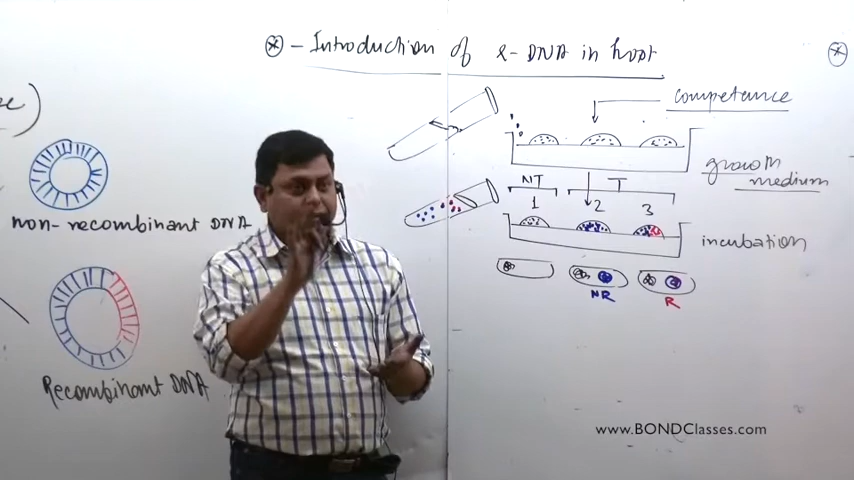 Introduction of r-DNA in host
competence
growth
medium
NT T
1 2 3
incubation
NR R
non-recombinant DNA
Recombinant DNA
www.BONDClasses.com